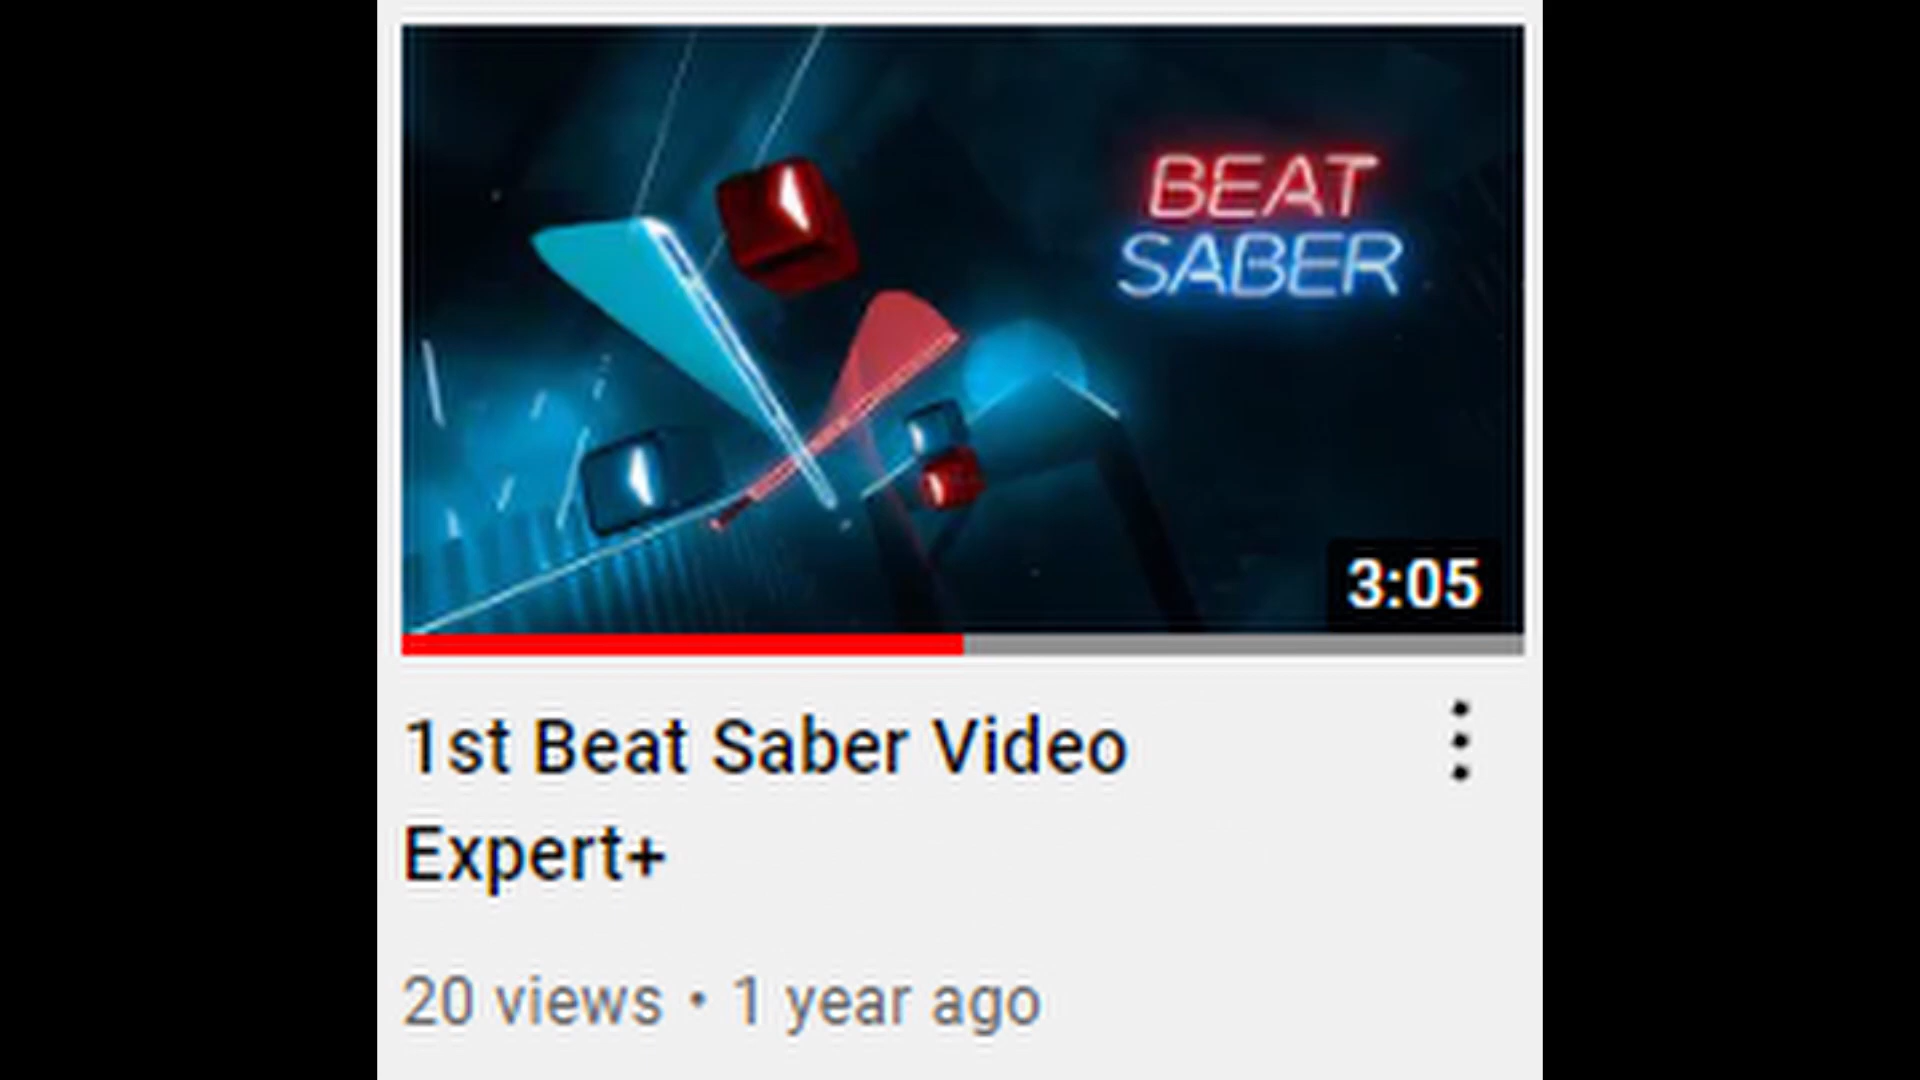 BEAT
SABER
3:05
1st Beat Saber Video
Expert+
20 views • 1 year ago